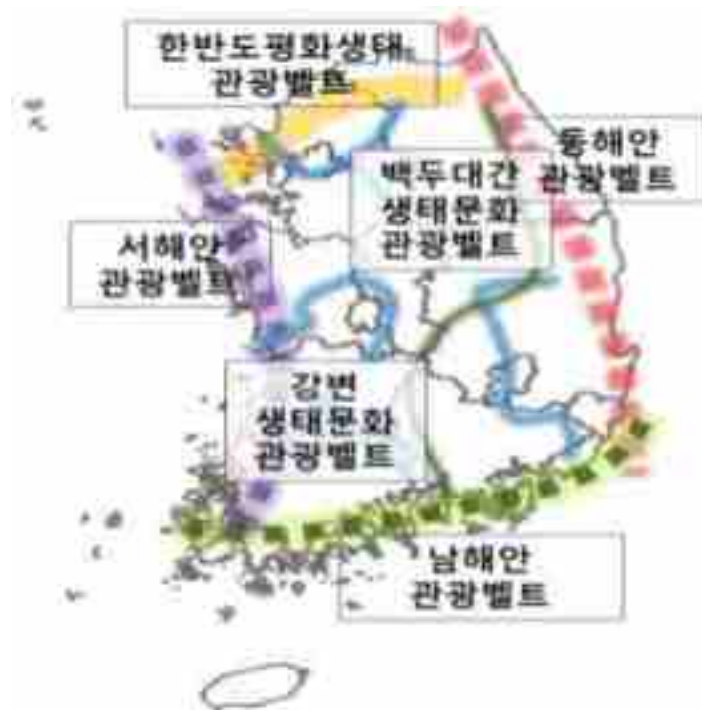 한반도평화생태
관광벨트
동해안
관광벨트
백두대간
생태문화
관광벨트
서해안
관광벨트
강변
생태문화
관광벨트
남해안
관광벨트